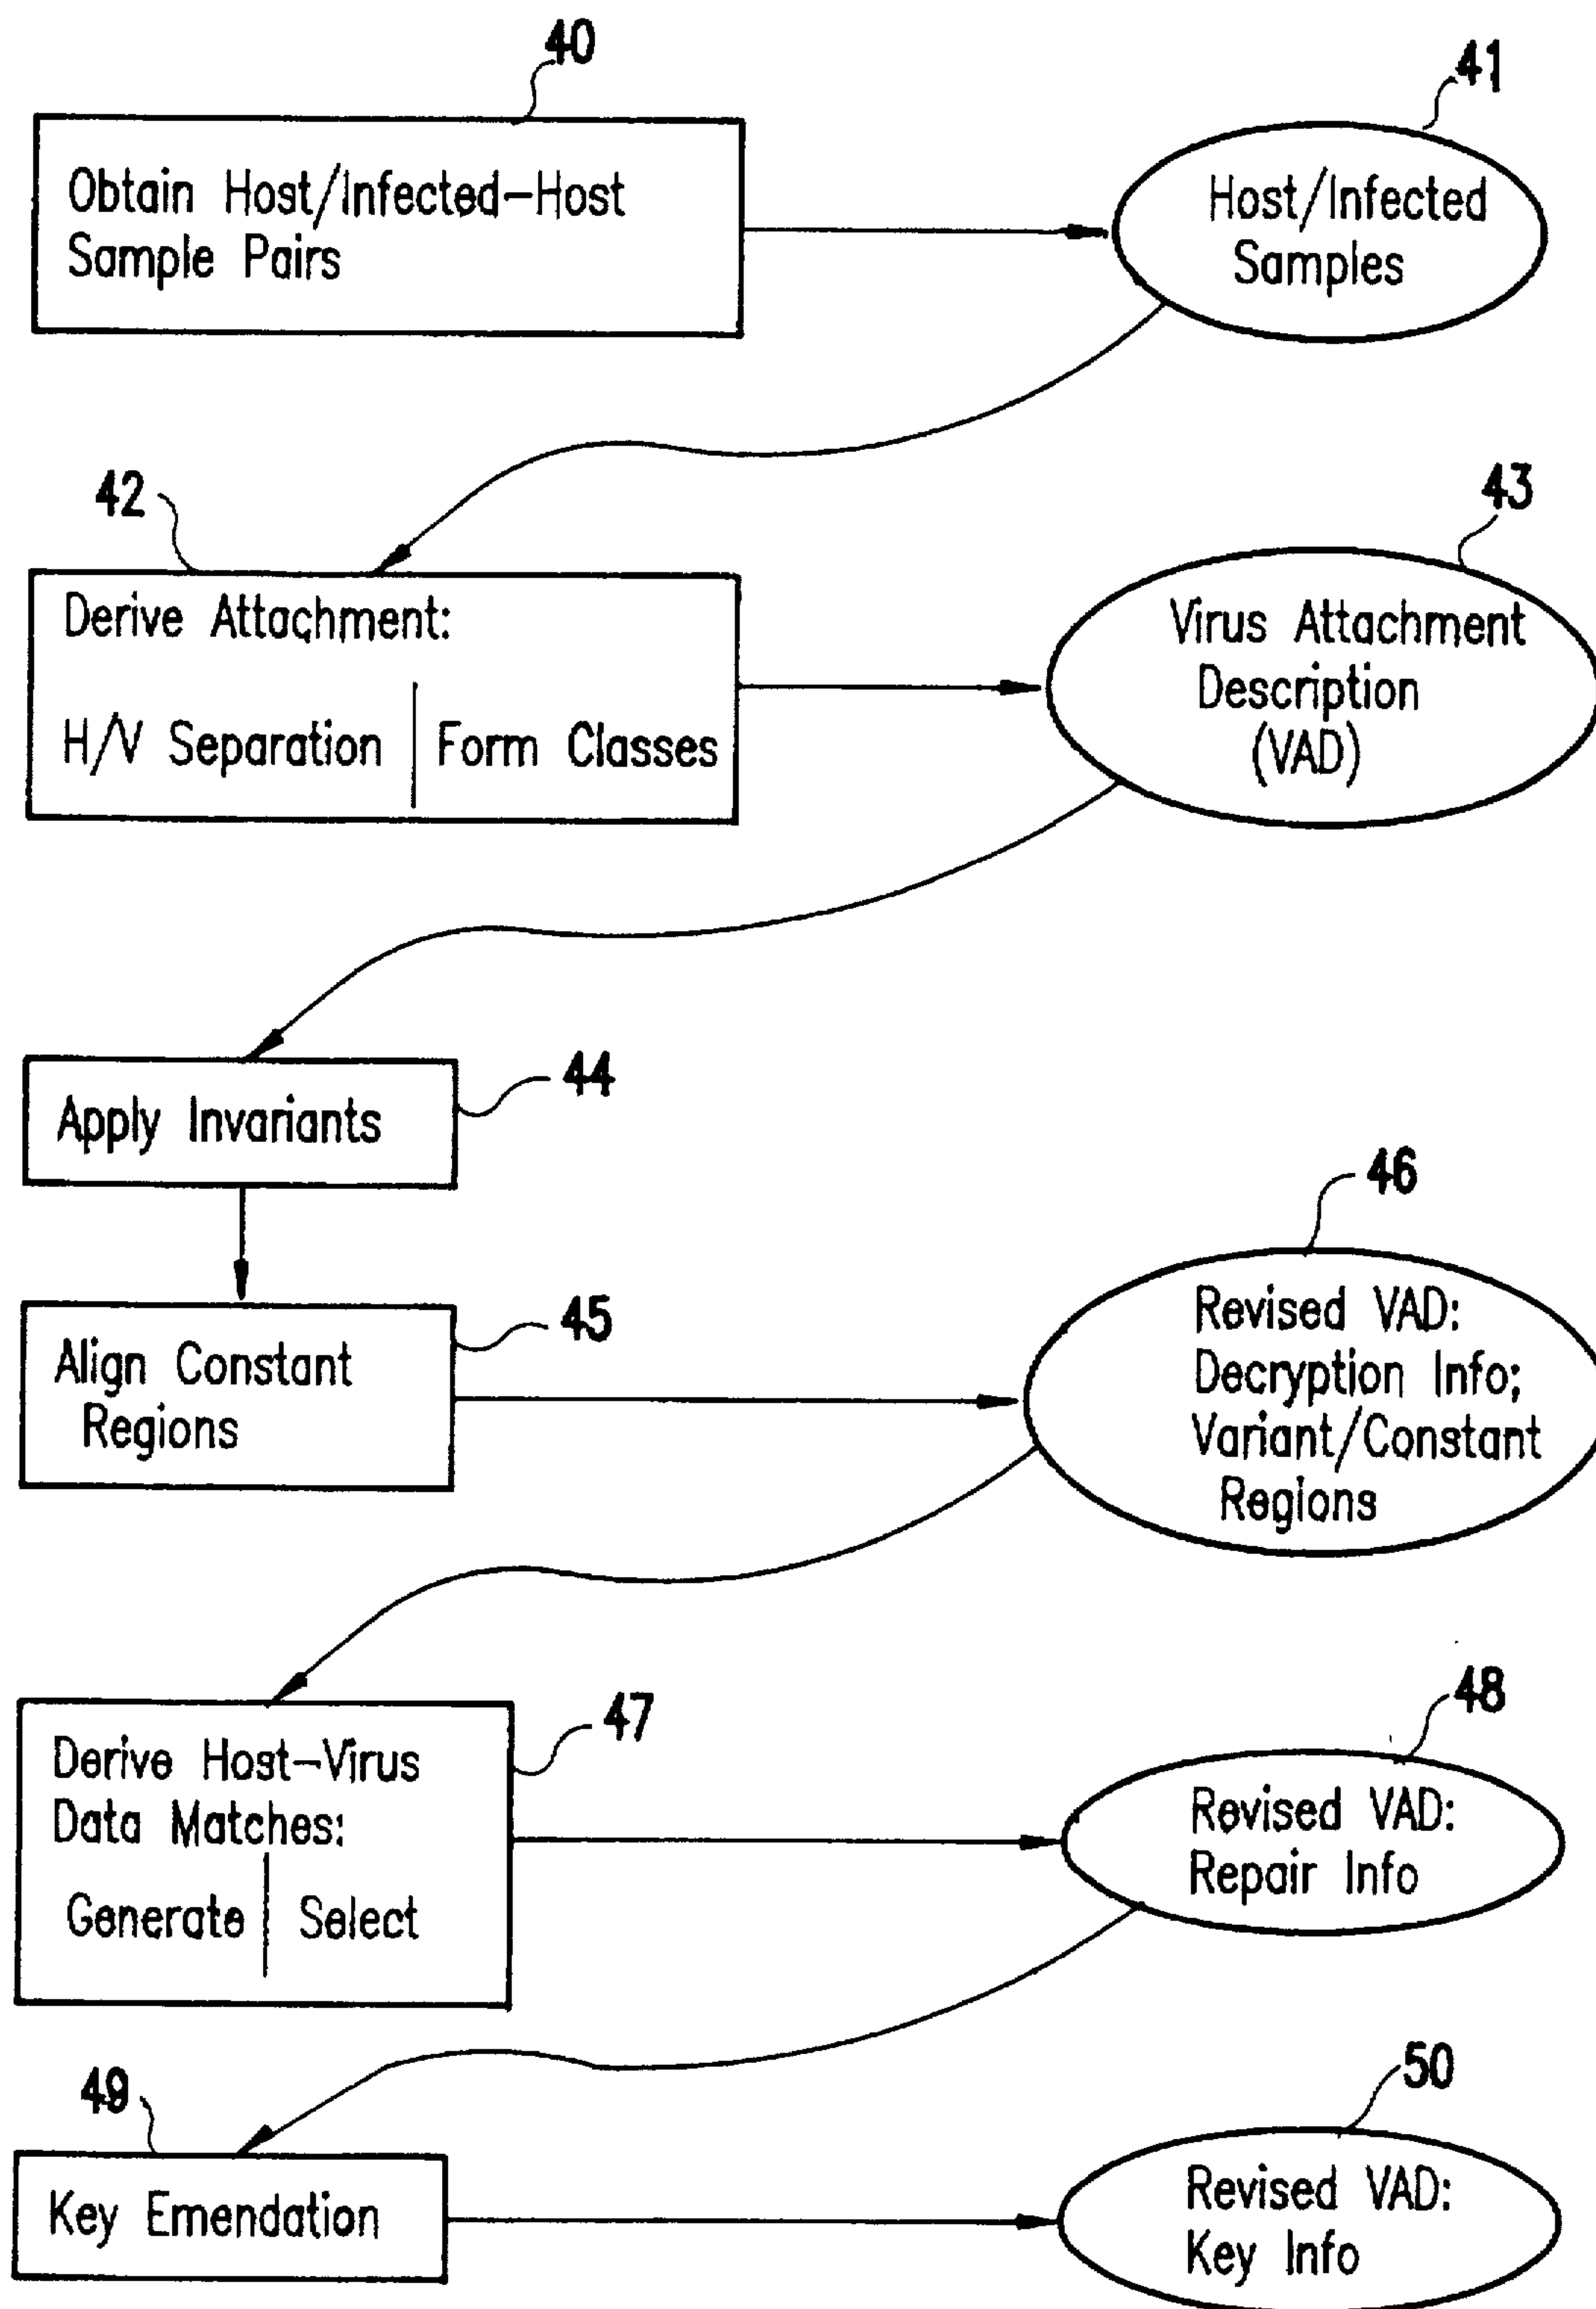 40
41
Obtain Host/Infected-Host
Sample Pairs
Host/Infected
Samples
42
43
Derive Attachment:
H/V Separation | Form Classes
Virus Attachment
Description
(VAD)
44
Apply Invariants
45
Align Constant
Regions
46
Revised VAD:
Decryption Info;
Variant/Constant
Regions
47
Derive Host-Virus
Data Matches:
Generate | Select
48
Revised VAD:
Repair Info
49
Key Emendation
50
Revised VAD:
Key Info